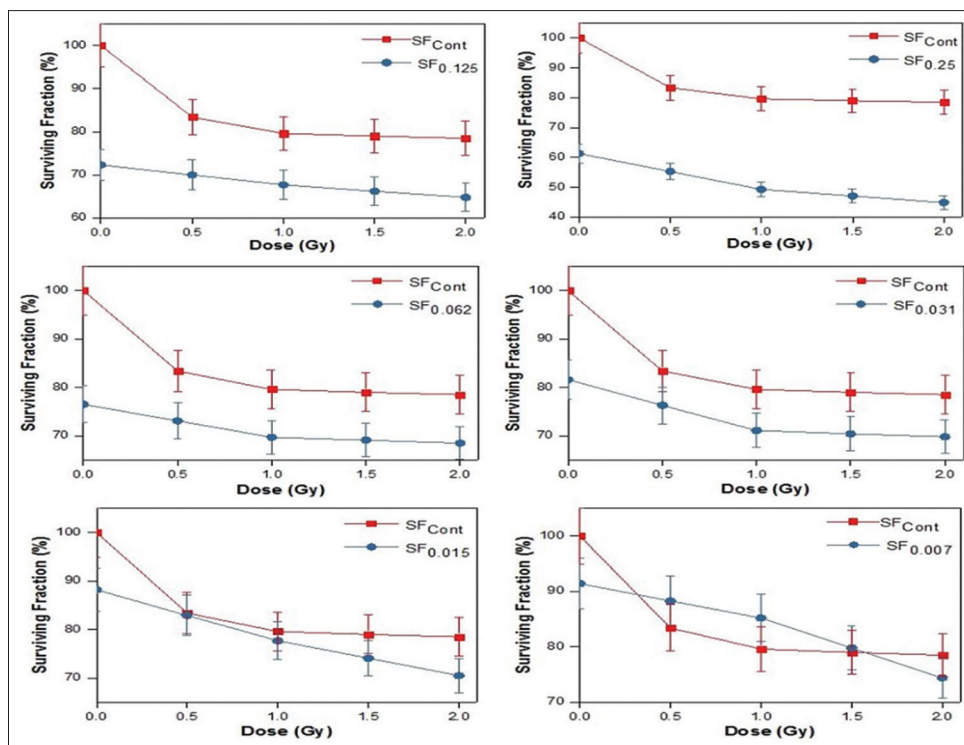 SFCont
SF0.125
100
90
80
70
60
Surviving Fraction (%)
0.0 0.5 1.0 1.5 2.0
Dose (Gy)
SFCont
SF0.25
100
90
80
70
60
50
40
Surviving Fraction (%)
0.0 0.5 1.0 1.5 2.0
Dose (Gy)
SFCont
SF0.062
100
90
80
70
Surviving Fraction (%)
0.0 0.5 1.0 1.5 2.0
Dose (Gy)
SFCont
SF0.031
100
90
80
70
Surviving Fraction (%)
0.0 0.5 1.0 1.5 2.0
Dose (Gy)
SFCont
SF0.015
100
90
80
70
Surviving Fraction (%)
0.0 0.5 1.0 1.5 2.0
Dose (Gy)
SFCont
SF0.007
100
90
80
70
Surviving Fraction (%)
0.0 0.5 1.0 1.5 2.0
Dose (Gy)